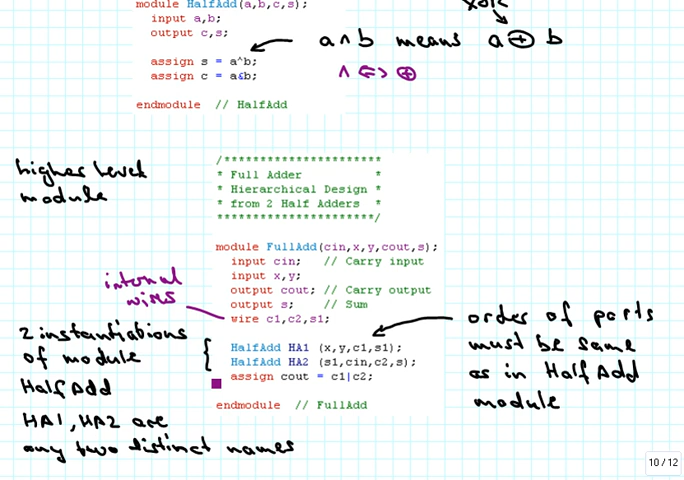 module HalfAdd(a,b,c,s);
input a,b;
output c,s;
assign s = a^b;
assign c = a&b;
endmodule // HalfAdd
a ^ b means a ⊕ b
^ <=> ⊕
higher level
module
/**********************
* Full Adder *
* Hierarchical Design *
* from 2 Half Adders *
**********************/
module FullAdd(cin,x,y,cout,s);
input cin; // Carry input
input x,y;
output cout; // Carry output
output s; // Sum
wire c1,c2,s1;
HalfAdd HA1 (x,y,c1,s1);
HalfAdd HA2 (s1,cin,c2,s);
assign cout = c1|c2;
endmodule // FullAdd
internal
wires
2 instantiations
of module
Half Add
HA1, HA2 are
any two distinct names
order of ports
must be same
as in Half Add
module
10 / 12